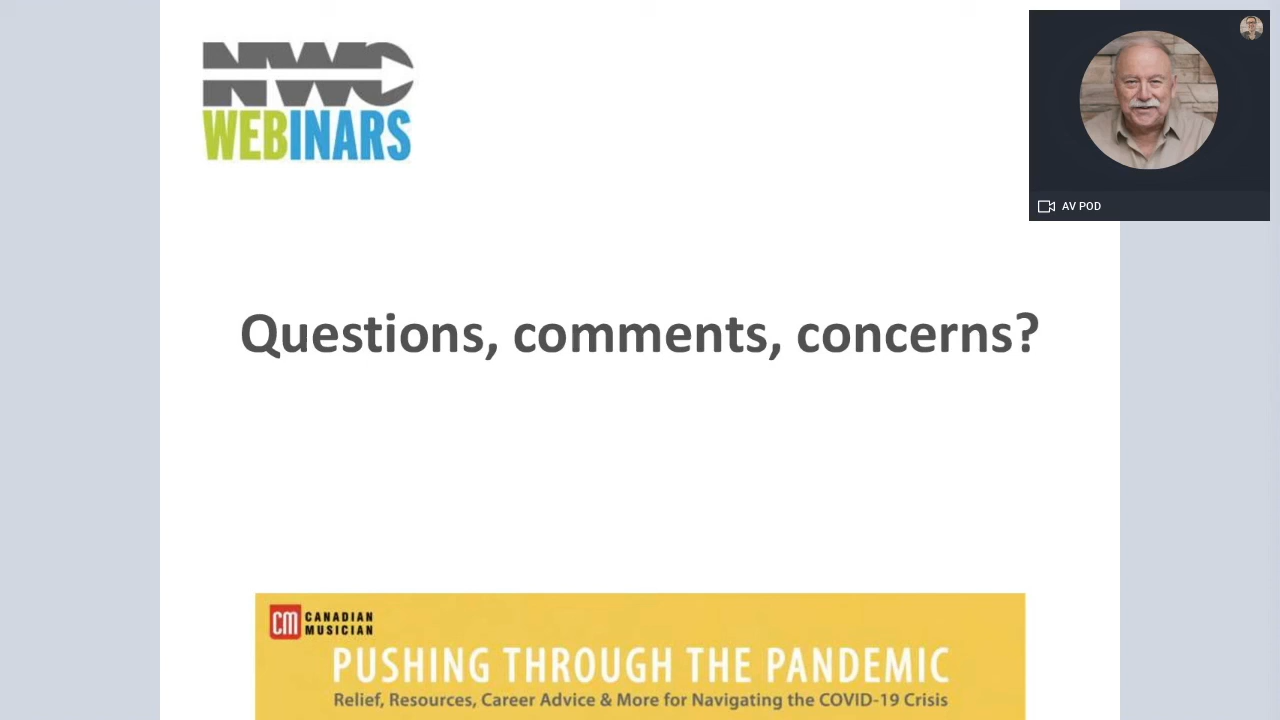 NWC
WEBINARS
AV POD
Questions, comments, concerns?
CM CANADIAN
MUSICIAN
PUSHING THROUGH THE PANDEMIC
Relief, Resources, Career Advice & More for Navigating the COVID-19 Crisis